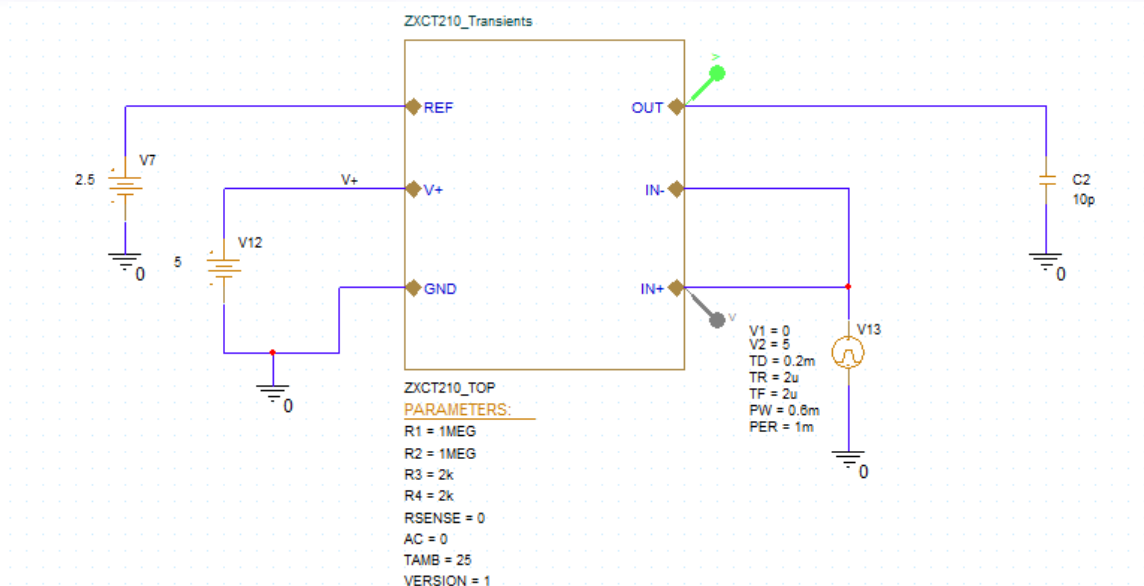 ZXCT210_Transients
REF
OUT
V7
2.5
V+
V+
IN-
C2
10p
0
V12
5
0
GND
IN+
V
V
V13
V1 = 0
V2 = 5
TD = 0.2m
TR = 2u
TF = 2u
PW = 0.6m
PER = 1m
0
0
ZXCT210_TOP
PARAMETERS:
R1 = 1MEG
R2 = 1MEG
R3 = 2k
R4 = 2k
RSENSE = 0
AC = 0
TAMB = 25
VERSION = 1